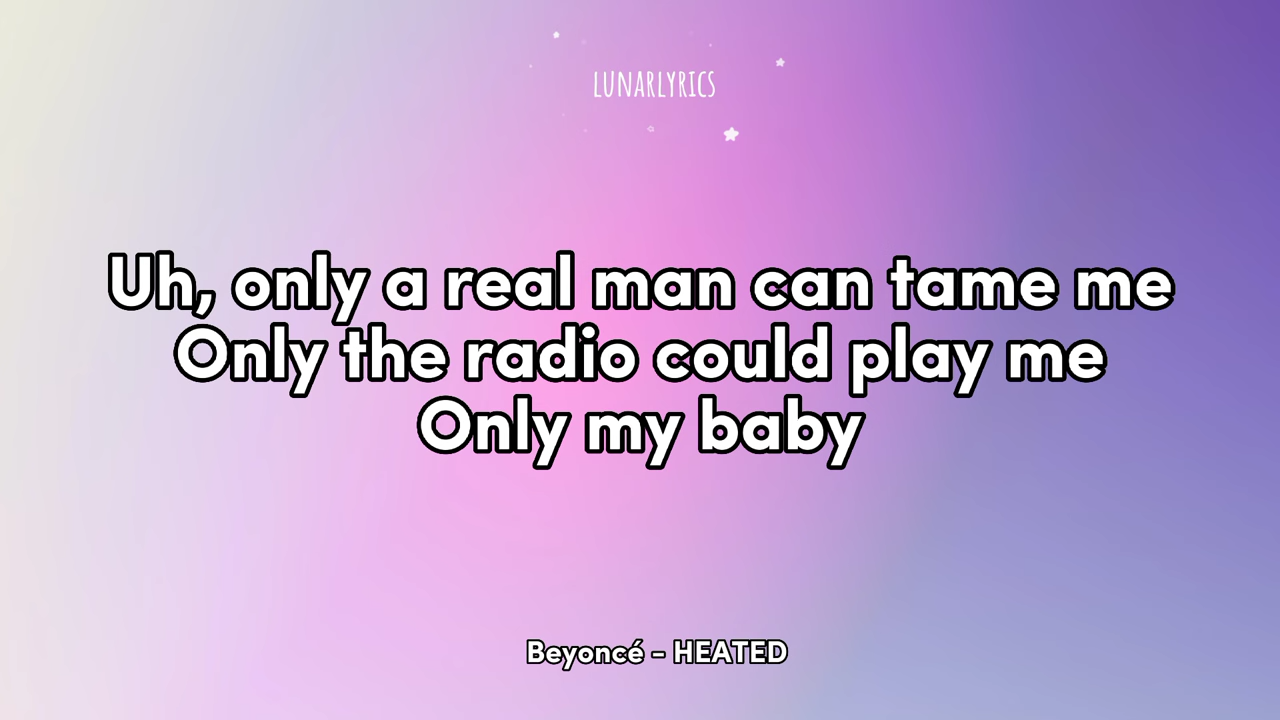 LUNARLYRICS
Uh, only a real man can tame me
Only the radio could play me
Only my baby
Beyoncé - HEATED